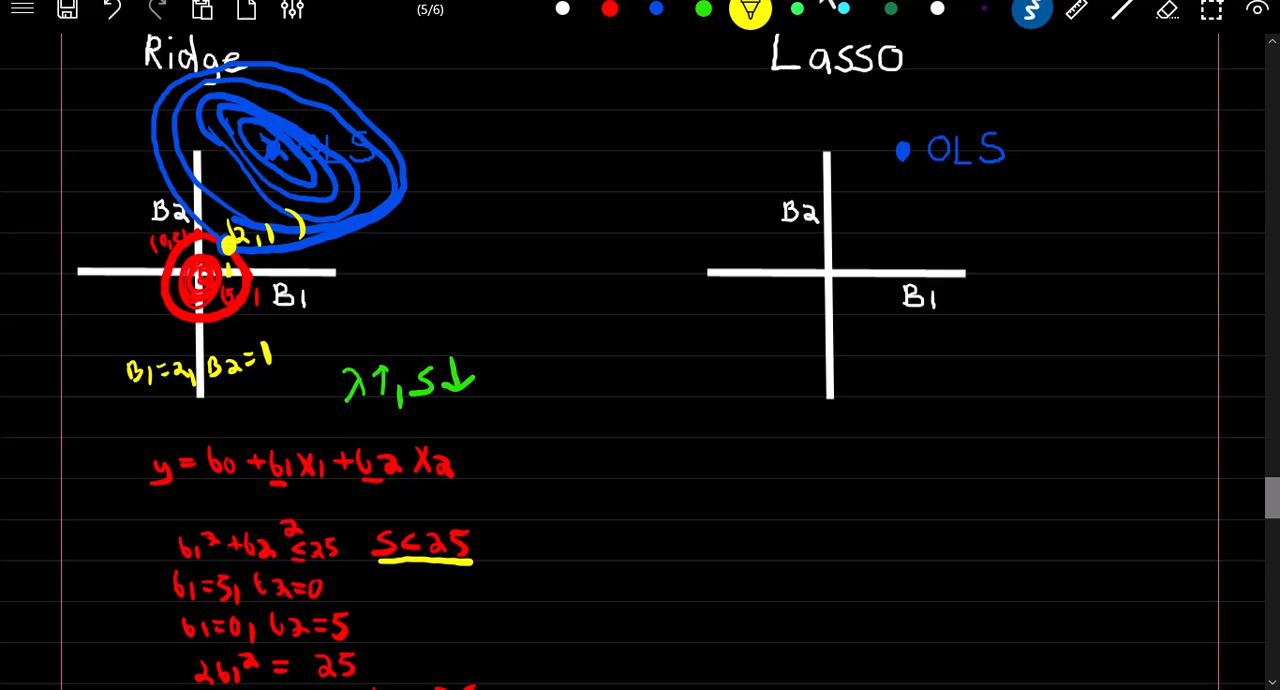 (5/6)
Ridge
Lasso
OLS
OLS
B2
(2,1)
B2
B1
B1
B1=2, B2=1
λ↑, S↓
y = b0 + b1 X1 + b2 X2
b1² + b2² ≤ 25 S<25
b1=5, b2=0
b1=0, b2=5
2b1² = 25